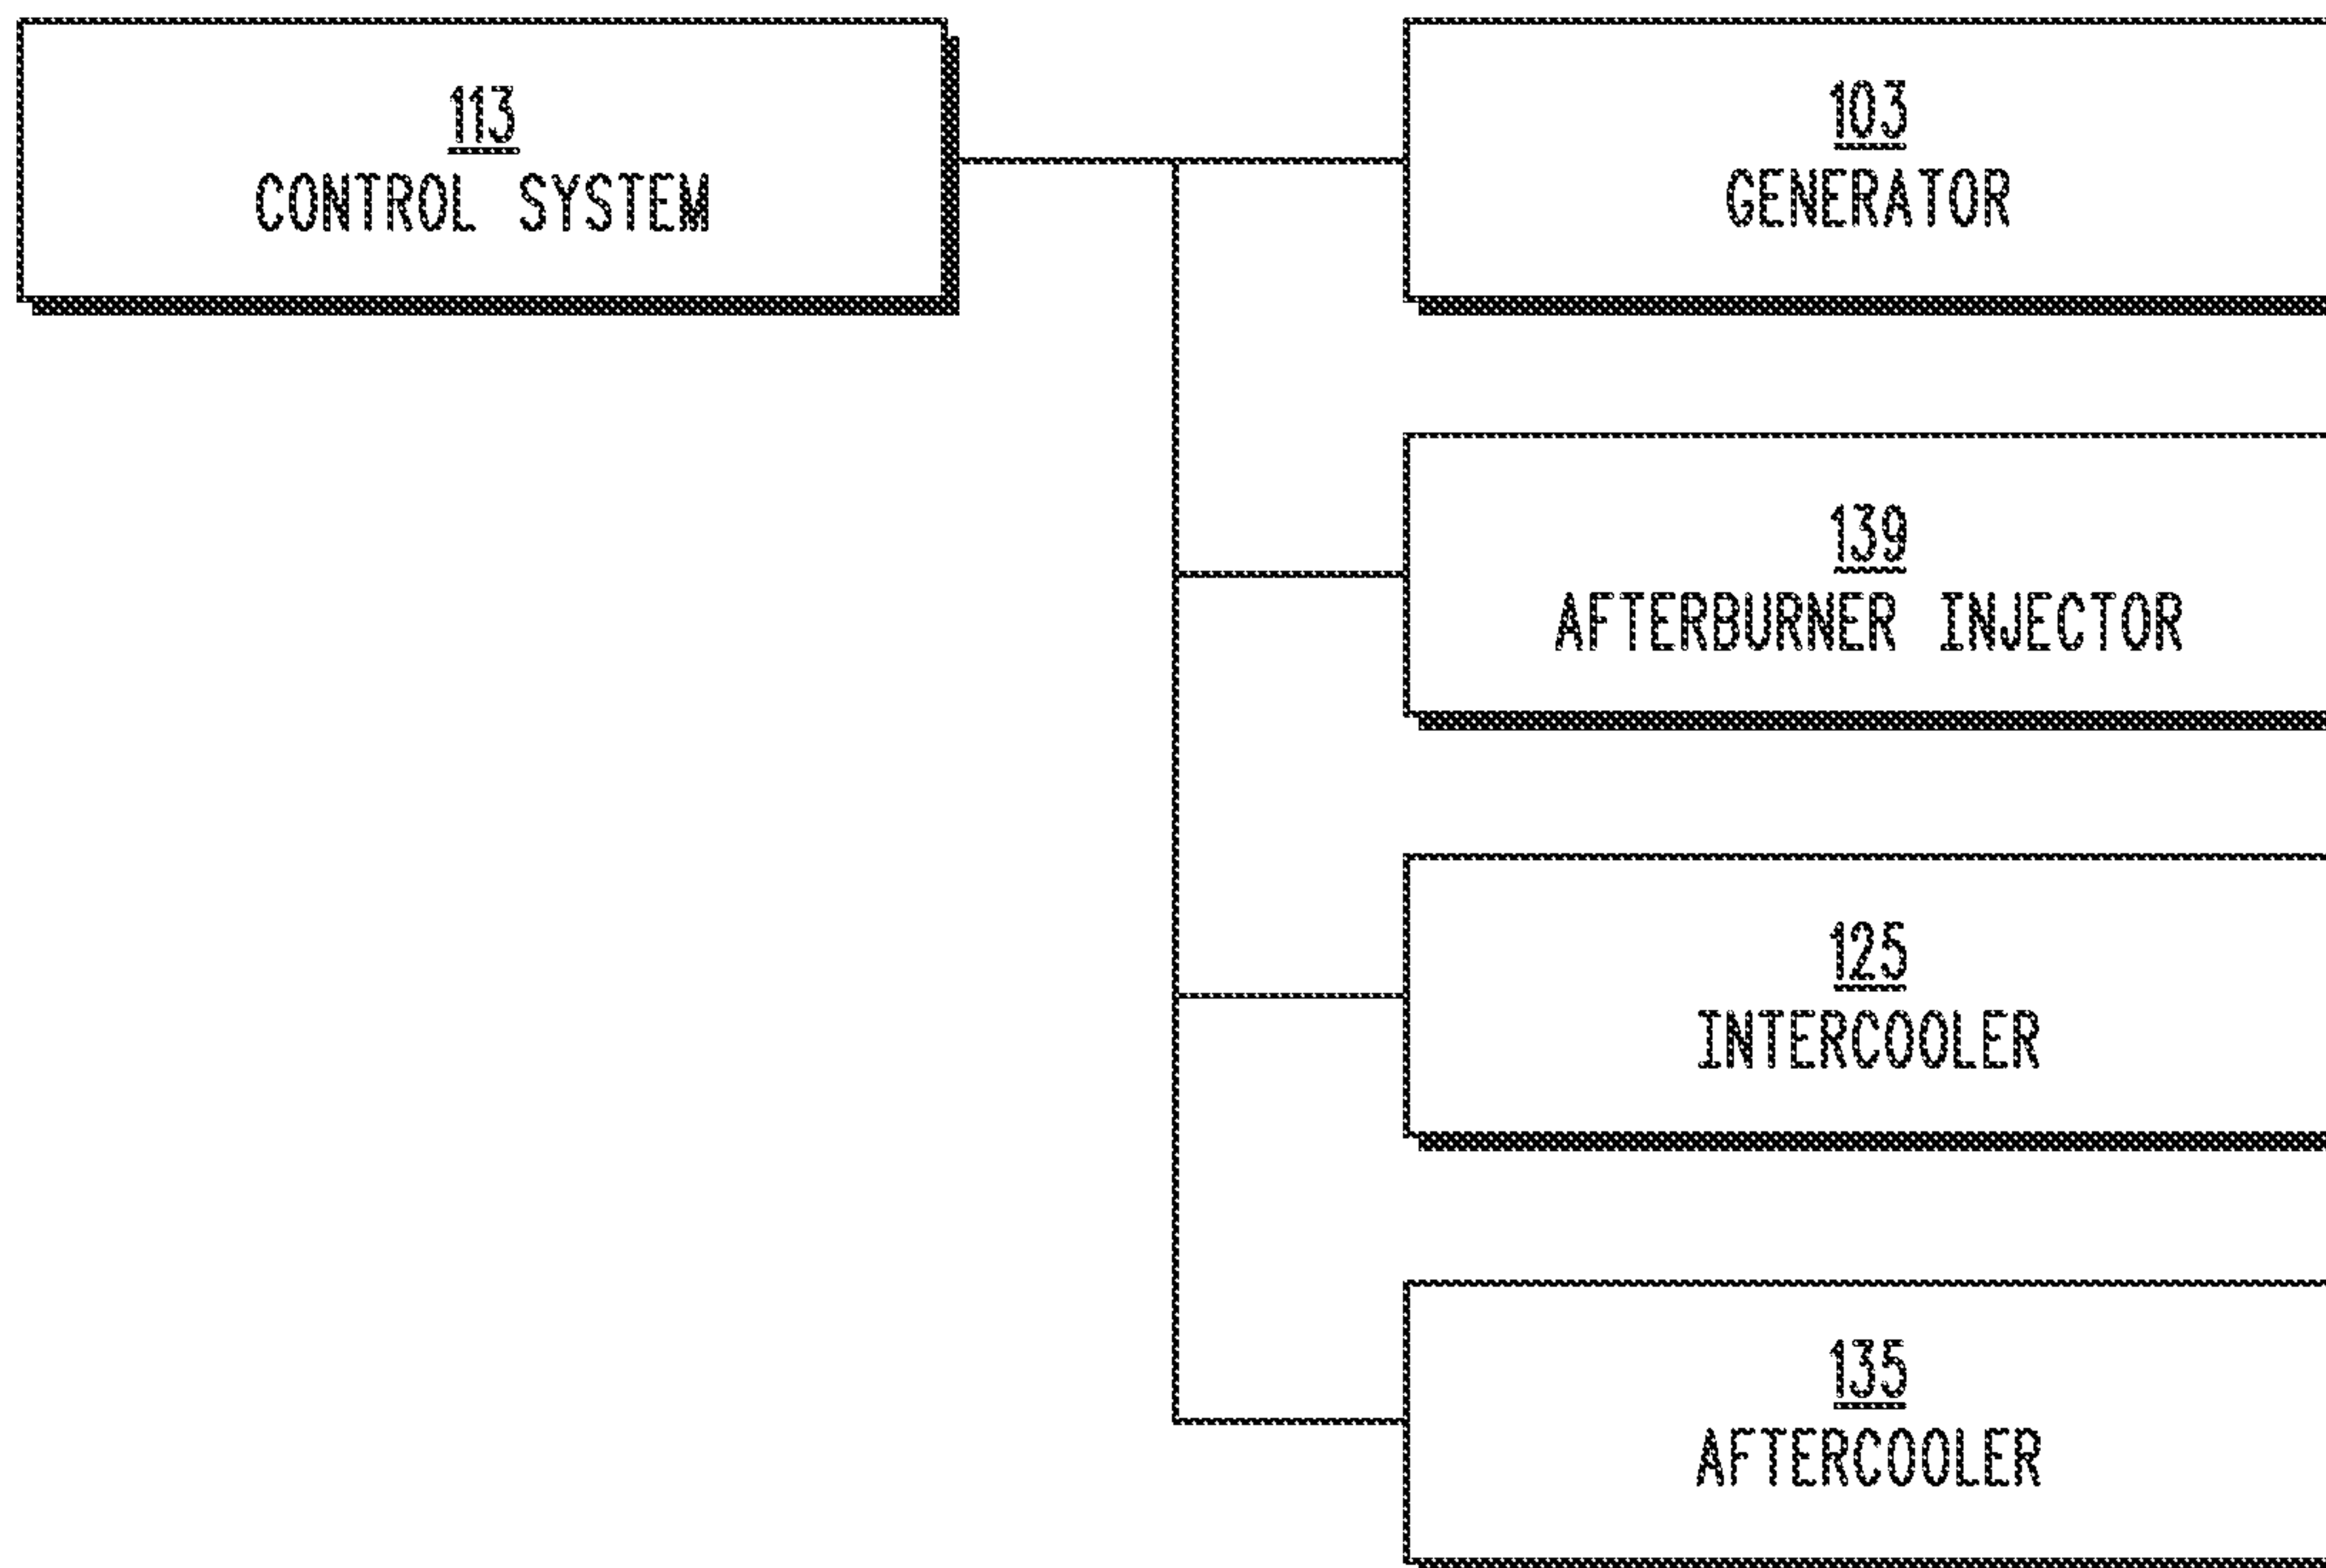 113
CONTROL SYSTEM
103
GENERATOR
139
AFTERBURNER INJECTOR
125
INTERCOOLER
135
AFTERCOOLER